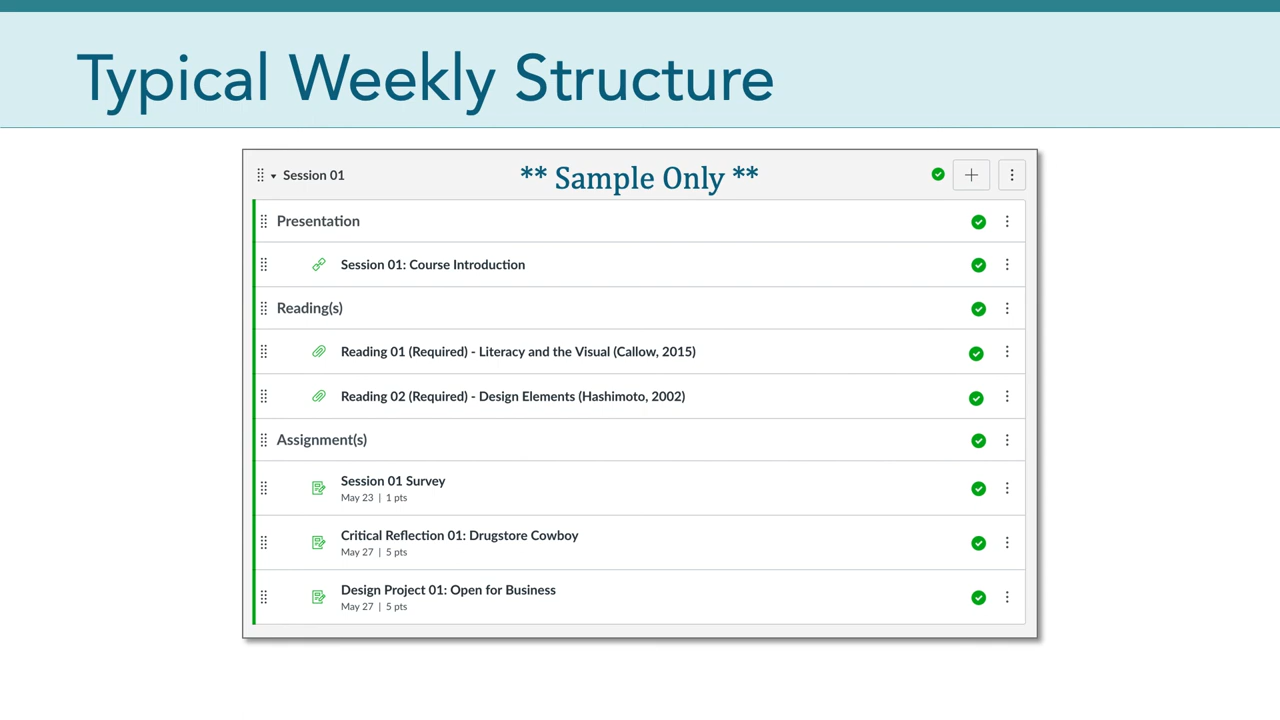 Typical Weekly Structure
Session 01
** Sample Only **
Presentation
Session 01: Course Introduction
Reading(s)
Reading 01 (Required) - Literacy and the Visual (Callow, 2015)
Reading 02 (Required) - Design Elements (Hashimoto, 2002)
Assignment(s)
Session 01 Survey
May 23 | 1 pts
Critical Reflection 01: Drugstore Cowboy
May 27 | 5 pts
Design Project 01: Open for Business
May 27 | 5 pts